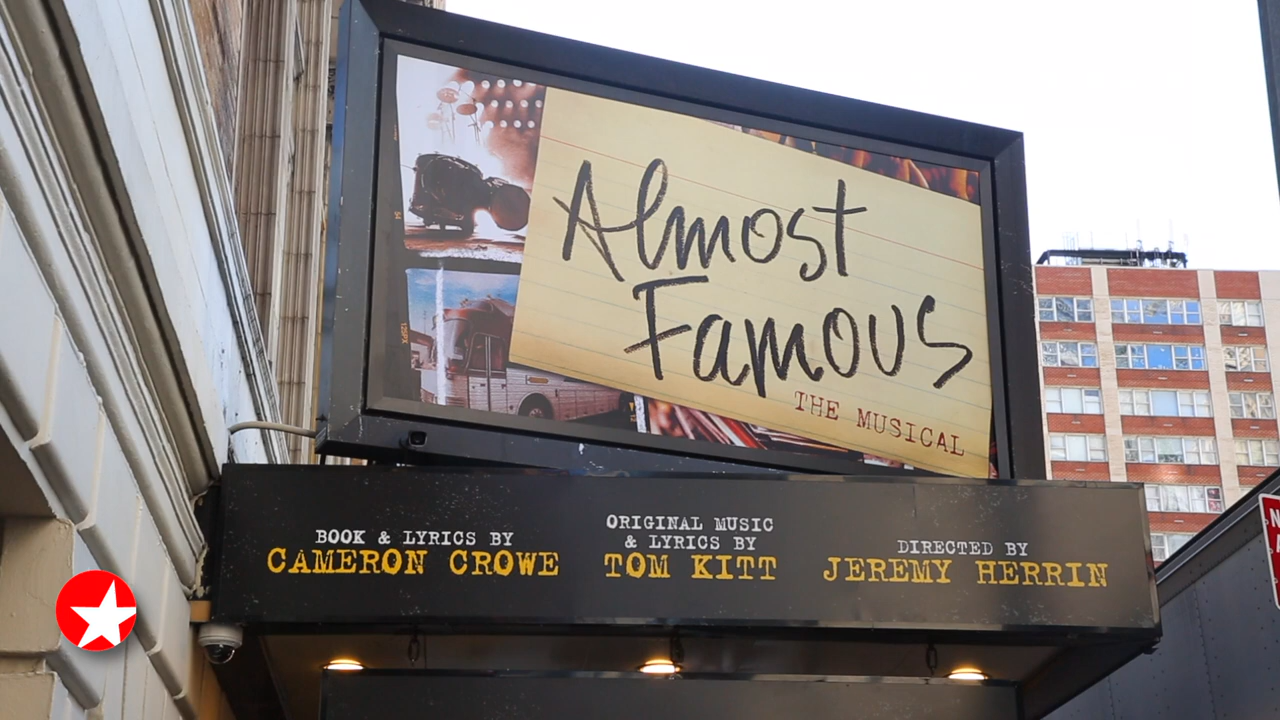 Almost
Famous
THE MUSICAL
BOOK & LYRICS BY
CAMERON CROWE
ORIGINAL MUSIC
& LYRICS BY
TOM KITT
DIRECTED BY
JEREMY HERRIN